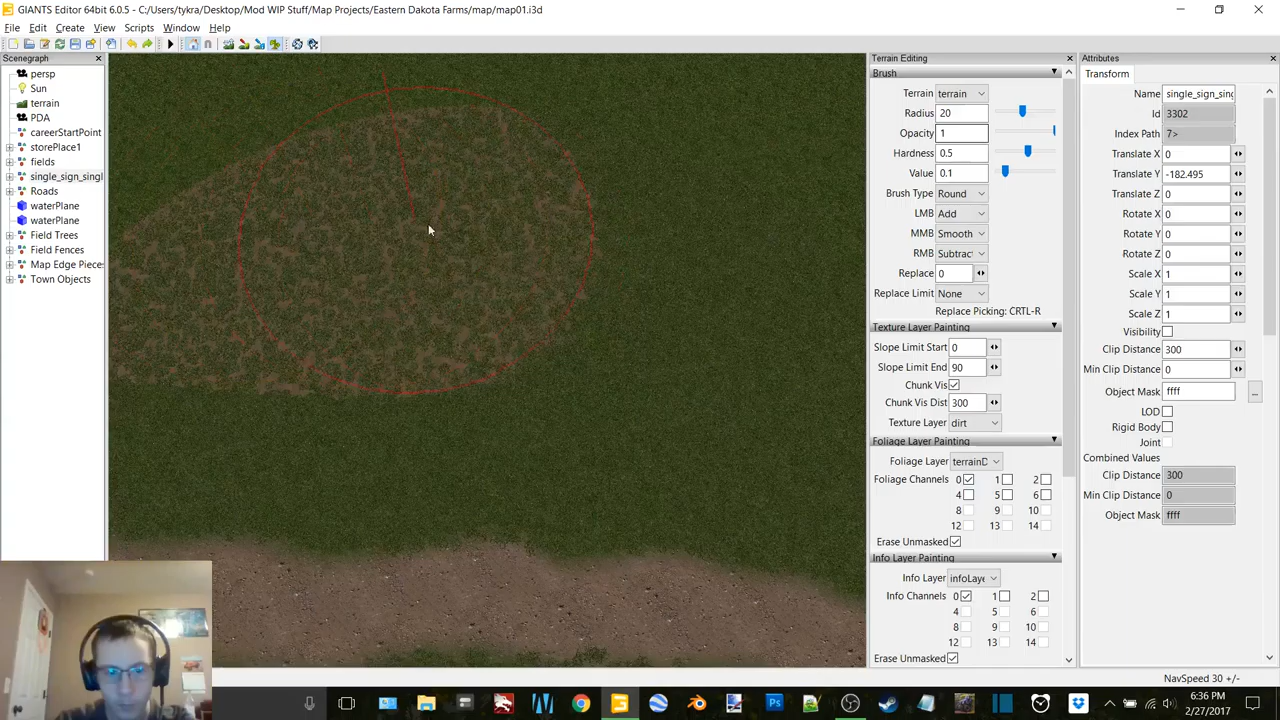 GIANTS Editor 64bit 6.0.5 - C:/Users/tykra/Desktop/Mod WIP Stuff/Map Projects/Eastern Dakota Farms/map/map01.i3d
File Edit Create View Scripts Window Help
Scenegraph
persp
Sun
terrain
PDA
careerStartPoint
storePlace1
fields
single_sign_singl
Roads
waterPlane
waterPlane
Field Trees
Field Fences
Map Edge Piece
Town Objects
Terrain Editing
Brush
Terrain terrain
Radius 20
Opacity 1
Hardness 0.5
Value 0.1
Brush Type Round
LMB Add
MMB Smooth
RMB Subtrac
Replace 0
Replace Limit None
Replace Picking: CRTL-R
Texture Layer Painting
Slope Limit Start 0
Slope Limit End 90
Chunk Vis
Chunk Vis Dist 300
Texture Layer dirt
Foliage Layer Painting
Foliage Layer terrainD
Foliage Channels 0 1 2
4 5 6
8 9 10
12 13 14
Erase Unmasked
Info Layer Painting
Info Layer infoLaye
Info Channels 0 1 2
4 5 6
8 9 10
12 13 14
Erase Unmasked
Attributes
Transform
Name single_sign_sing
Id 3302
Index Path 7>
Translate X 0
Translate Y -182.495
Translate Z 0
Rotate X 0
Rotate Y 0
Rotate Z 0
Scale X 1
Scale Y 1
Scale Z 1
Visibility
Clip Distance 300
Min Clip Distance 0
Object Mask ffff ...
LOD
Rigid Body
Joint
Combined Values
Clip Distance 300
Min Clip Distance 0
Object Mask ffff
NavSpeed 30 +/-
Ps
6:36 PM
2/27/2017